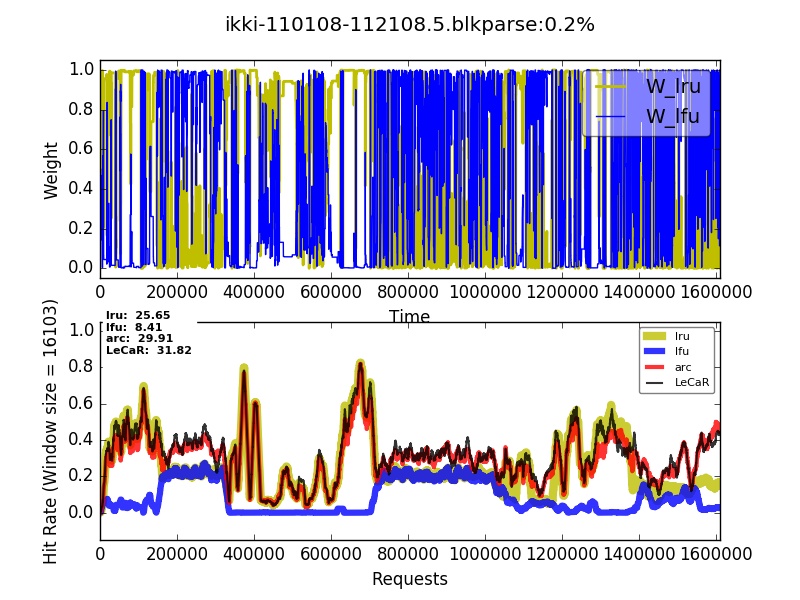 ikki-110108-112108.5.blkparse:0.2%
Weight
1.0
0.8
0.6
0.4
0.2
0.0
W_lru
W_lfu
0 200000 400000 600000 800000 1000000 1200000 1400000 1600000
Time
Hit Rate (Window size = 16103)
1.0
0.8
0.6
0.4
0.2
0.0
lru: 25.65
lfu: 8.41
arc: 29.91
LeCaR: 31.82
lru
lfu
arc
LeCaR
0 200000 400000 600000 800000 1000000 1200000 1400000 1600000
Requests